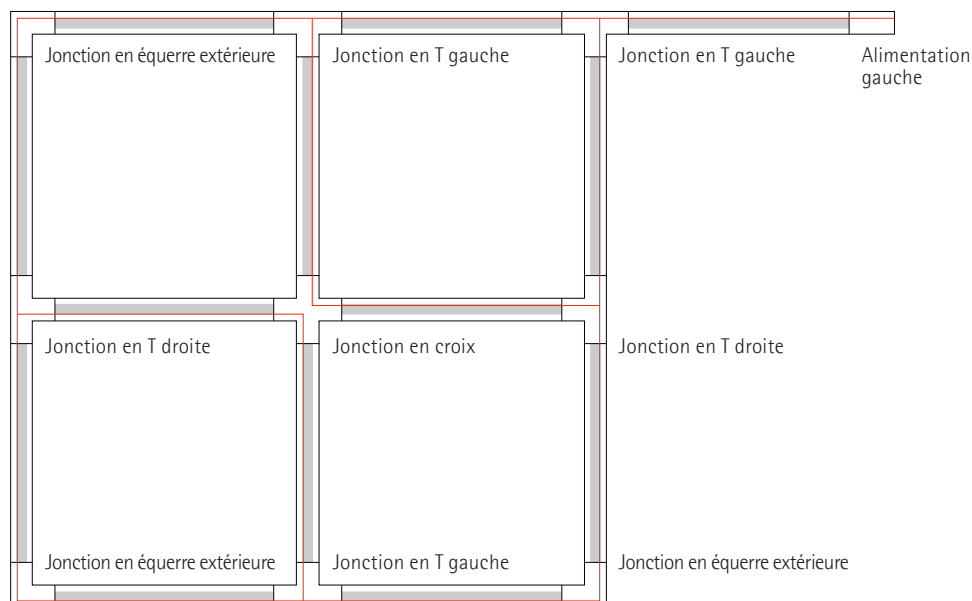 Jonction en équerre extérieure
Jonction en T gauche
Jonction en T gauche
Alimentation
gauche
Jonction en T droite
Jonction en croix
Jonction en T droite
Jonction en équerre extérieure
Jonction en T gauche
Jonction en équerre extérieure